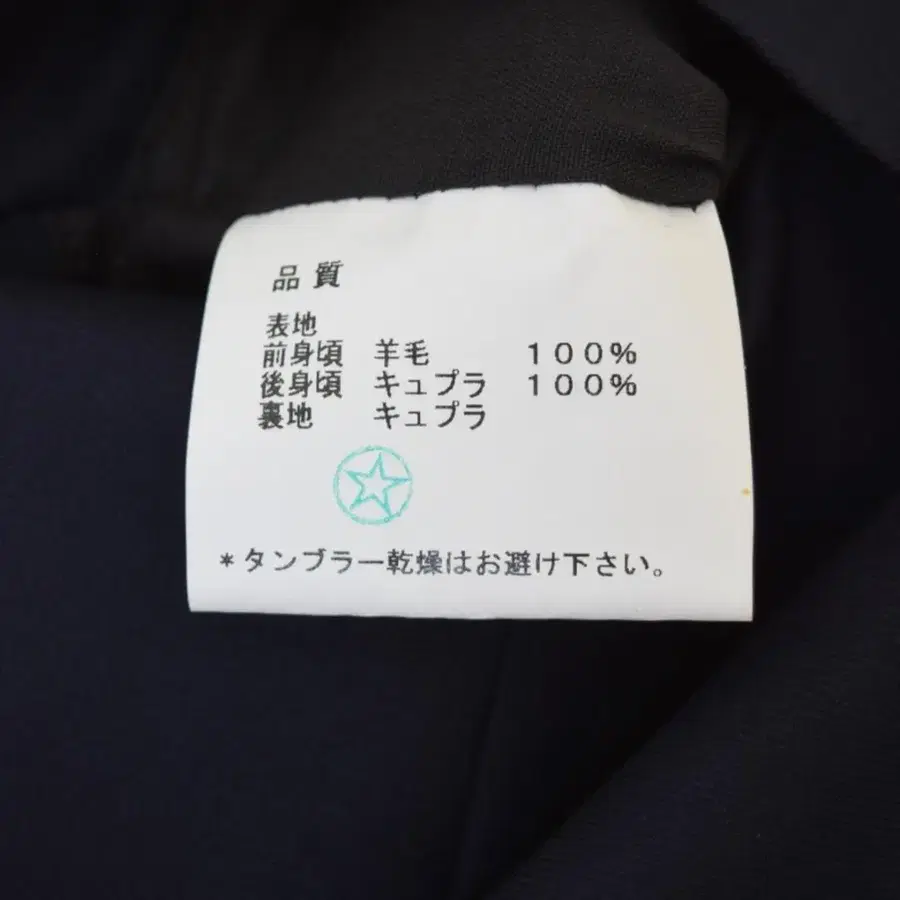 品質
表地
前身頃 羊毛 100%
後身頃 キュプラ 100%
裏地 キュプラ
*タンブラー乾燥はお避け下さい。